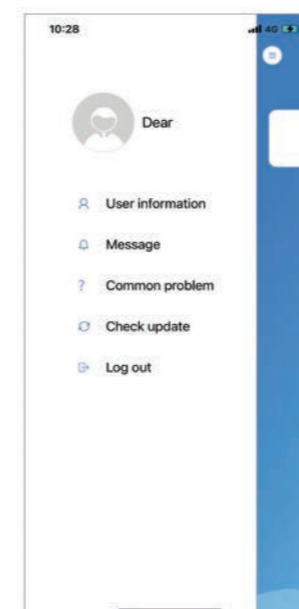 10:28
4G
Dear
User information
Message
? Common problem
Check update
Log out